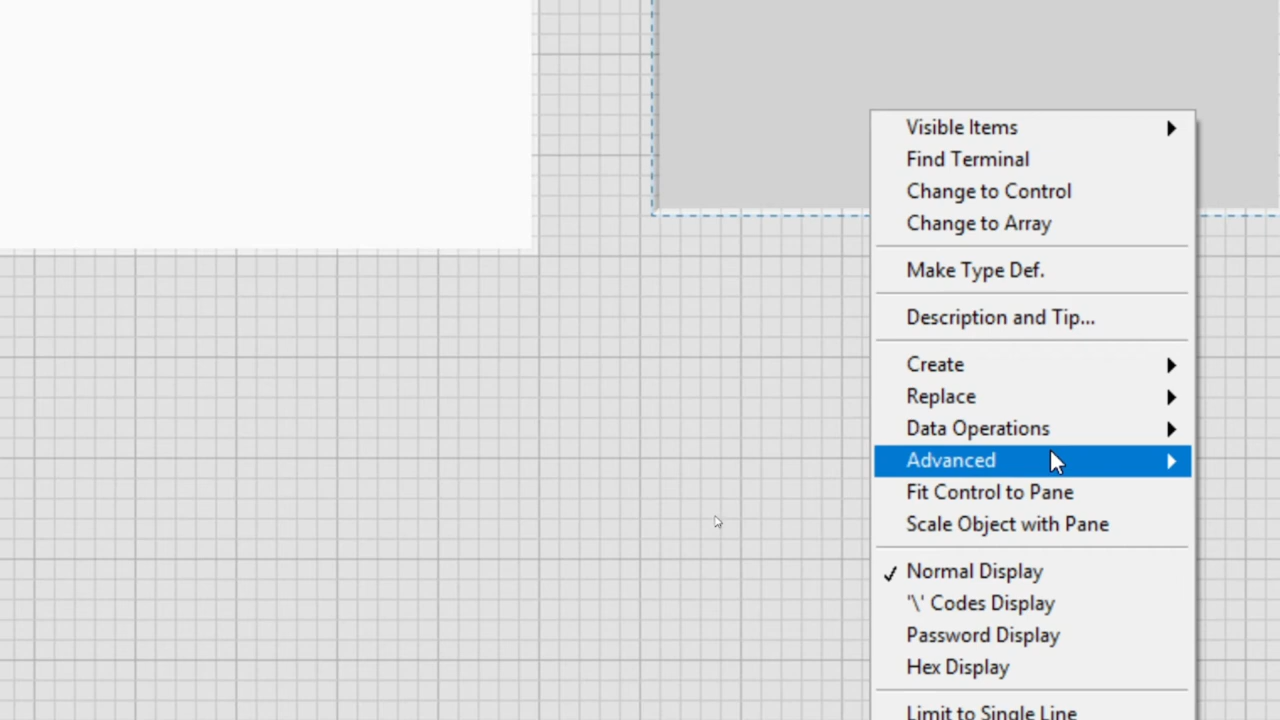 Visible Items
Find Terminal
Change to Control
Change to Array
Make Type Def.
Description and Tip...
Create
Replace
Data Operations
Advanced
Fit Control to Pane
Scale Object with Pane
Normal Display
'\' Codes Display
Password Display
Hex Display
Limit to Single Line